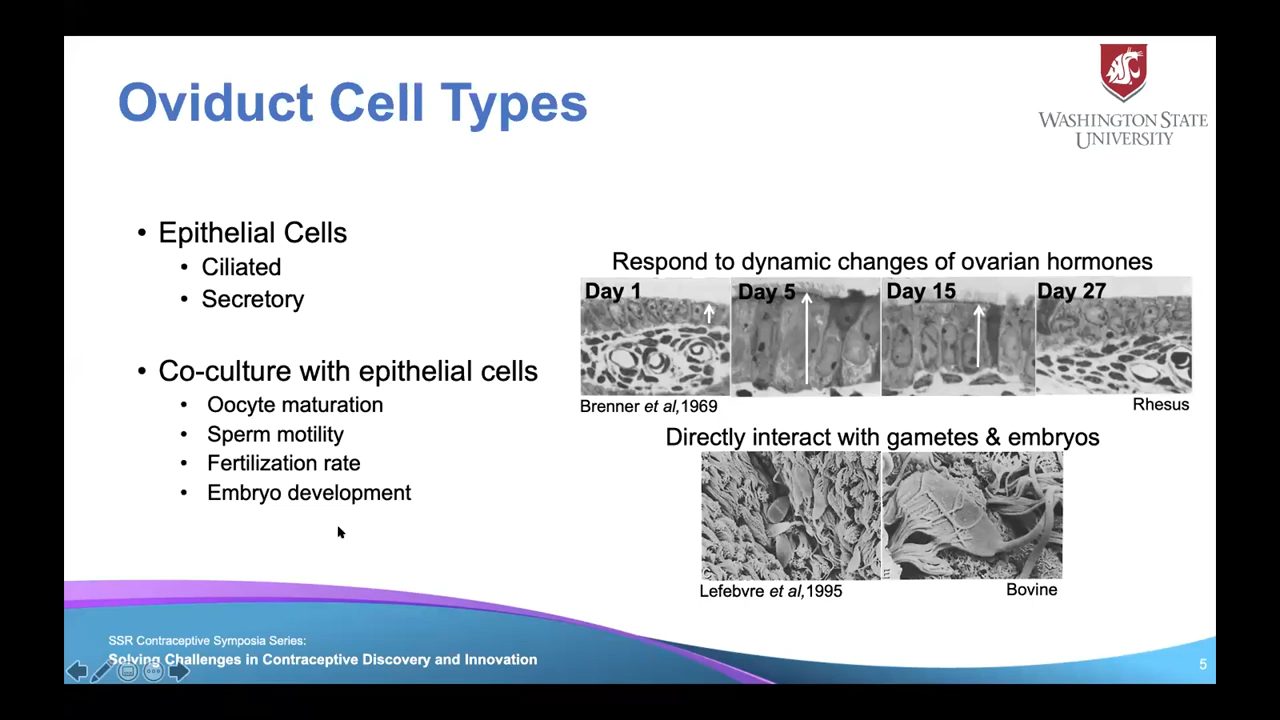 Oviduct Cell Types
WASHINGTON STATE
UNIVERSITY
• Epithelial Cells
• Ciliated
• Secretory
• Co-culture with epithelial cells
• Oocyte maturation
• Sperm motility
• Fertilization rate
• Embryo development
Respond to dynamic changes of ovarian hormones
Day 1 Day 5 Day 15 Day 27
Brenner et al,1969 Rhesus
Directly interact with gametes & embryos
Lefebvre et al,1995 Bovine
SSR Contraceptive Symposia Series:
Solving Challenges in Contraceptive Discovery and Innovation
5